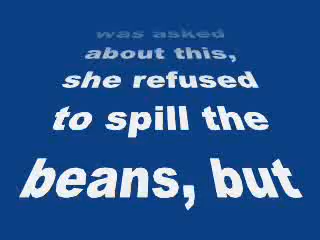 was asked
about this,
she refused
to spill the
beans, but